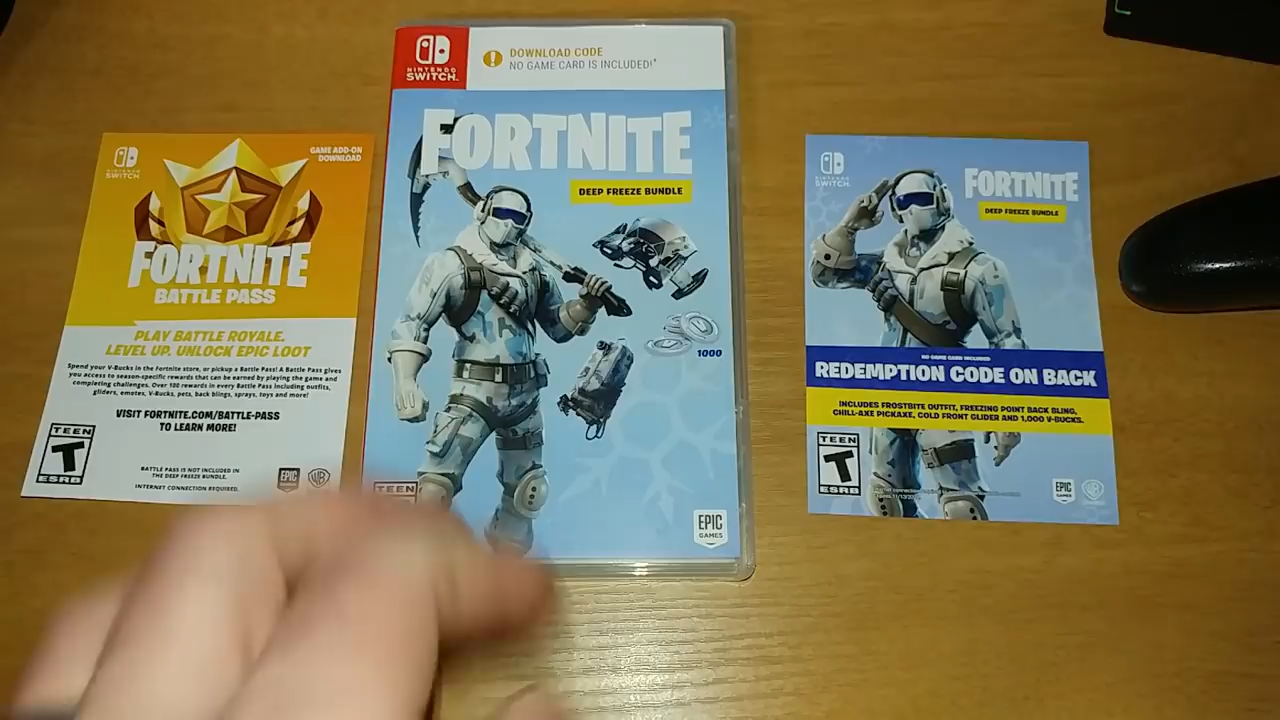 NINTENDO
SWITCH
GAME ADD-ON
DOWNLOAD
FORTNITE
BATTLE PASS
PLAY BATTLE ROYALE,
LEVEL UP, UNLOCK EPIC LOOT
Spend your V-Bucks in the Fortnite store, or pickup a Battle Pass! A Battle Pass gives
you access to season-specific rewards that can be earned by playing the game and
completing challenges. Over 100 rewards in every Battle Pass including outfits,
gliders, emotes, V-Bucks, pets, back blings, sprays, toys and more!
VISIT FORTNITE.COM/BATTLE-PASS
TO LEARN MORE!
TEEN
T
ESRB
BATTLE PASS IS NOT INCLUDED IN
THE DEEP FREEZE BUNDLE.
INTERNET CONNECTION REQUIRED.
EPIC
GAMES
WB
NINTENDO
SWITCH
DOWNLOAD CODE
NO GAME CARD IS INCLUDED!*
FORTNITE
DEEP FREEZE BUNDLE
1000
TEEN
EPIC
GAMES
NINTENDO
SWITCH
FORTNITE
DEEP FREEZE BUNDLE
NO GAME CARD INCLUDED
REDEMPTION CODE ON BACK
INCLUDES FROSTBITE OUTFIT, FREEZING POINT BACK BLING,
CHILL-AXE PICKAXE, COLD FRONT GLIDER AND 1,000 V-BUCKS.
TEEN
T
ESRB
EPIC
GAMES
WB